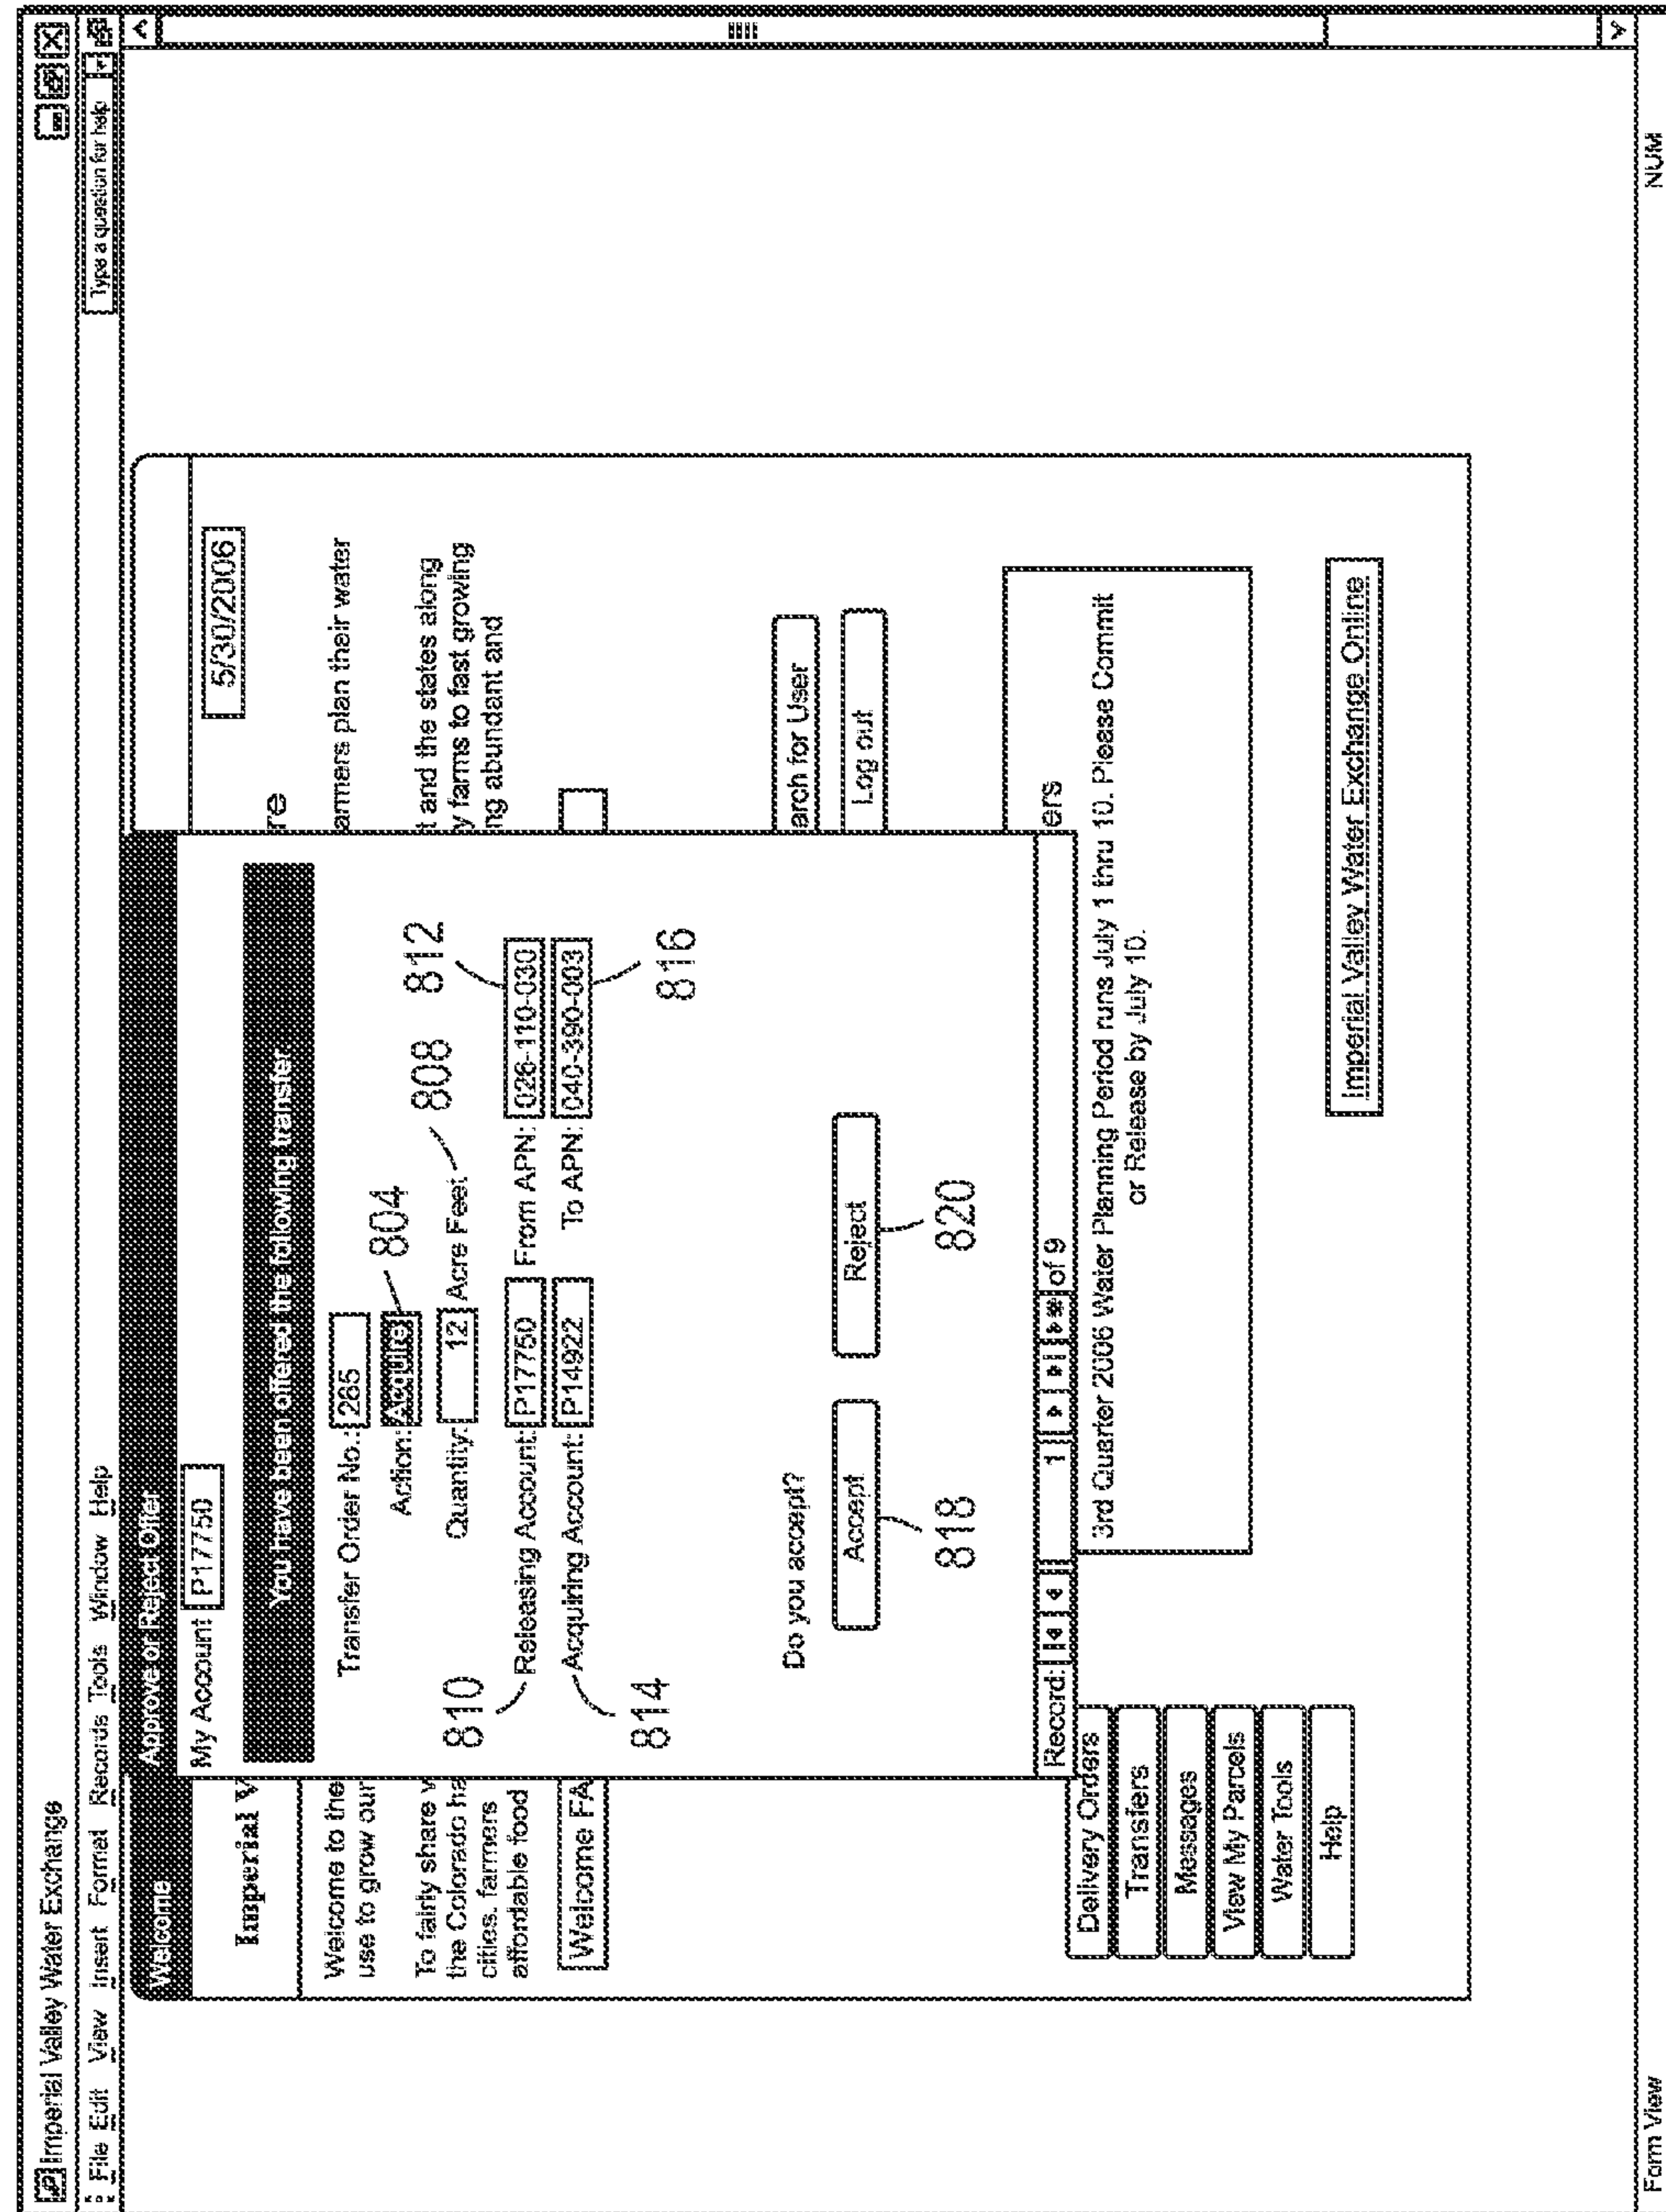 Imperial Valley Water Exchange
File Edit View Insert Format Records Tools Window Help
Type a question for help
Welcome
Approve or Reject Offer
My Account P17750
5/30/2006
Imperial V
re
You have been offered the following transfer
Welcome to the
armers plan their water
use to grow our
Transfer Order No.: 285
Action: Acquire
804
To fairly share v
t and the states along
the Colorado ha
y farms to fast growing
cities, farmers
ng abundant and
affordable food
Quantity: 12 Acre Feet
808
812
810
Releasing Account: P17750 From APN: 026-110-030
Acquiring Account: P14922 To APN: 040-390-003
814
816
Welcome FA
Do you accept?
arch for User
Accept
Reject
Log out
818
820
Record: 1 of 9
ers
3rd Quarter 2006 Water Planning Period runs July 1 thru 10. Please Commit
or Release by July 10.
Delivery Orders
Transfers
Messages
View My Parcels
Water Tools
Help
Imperial Valley Water Exchange Online
Form View
NUM